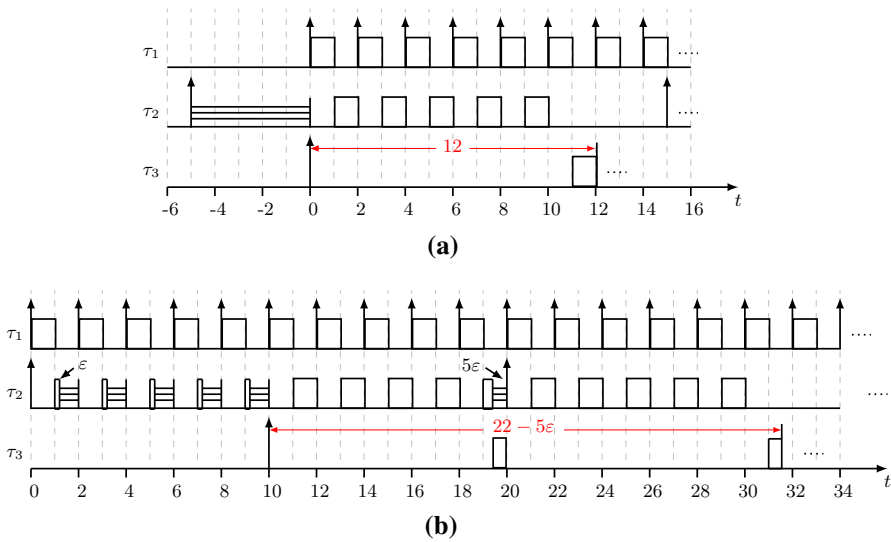 τ₁ ....
τ₂ ....
12
τ₃ ....
-6 -4 -2 0 2 4 6 8 10 12 14 16 t
(a)
τ₁ ....
ε 5ε
τ₂ ....
22 − 5ε
τ₃ ....
0 2 4 6 8 10 12 14 16 18 20 22 24 26 28 30 32 34 t
(b)